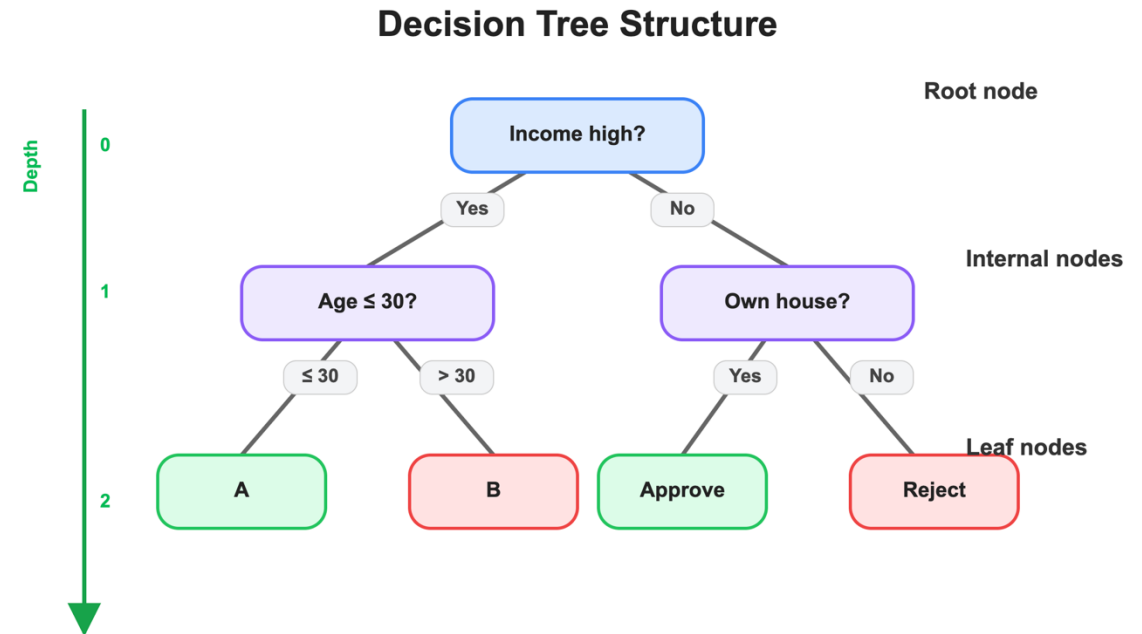 Decision Tree Structure
Root node
Income high?
Depth
0
Yes
No
Internal nodes
1
Age ≤ 30?
Own house?
≤ 30
> 30
Yes
No
Leaf nodes
2
A
B
Approve
Reject